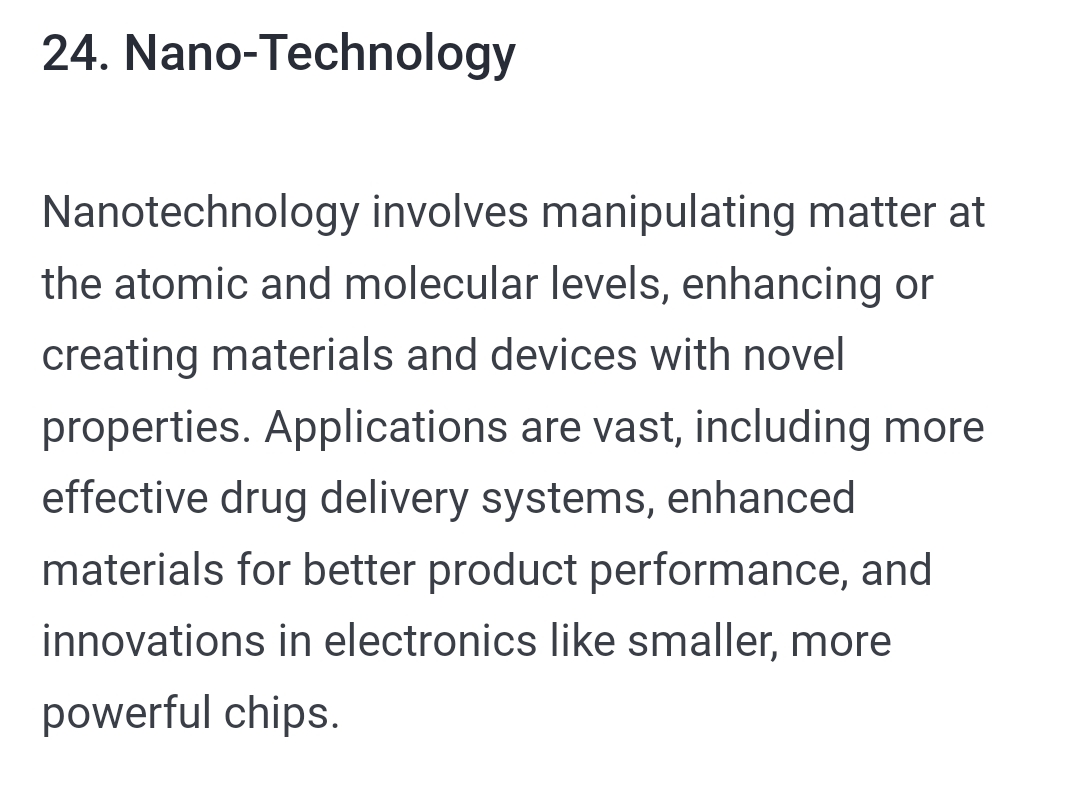 24. Nano-Technology
Nanotechnology involves manipulating matter at
the atomic and molecular levels, enhancing or
creating materials and devices with novel
properties. Applications are vast, including more
effective drug delivery systems, enhanced
materials for better product performance, and
innovations in electronics like smaller, more
powerful chips.